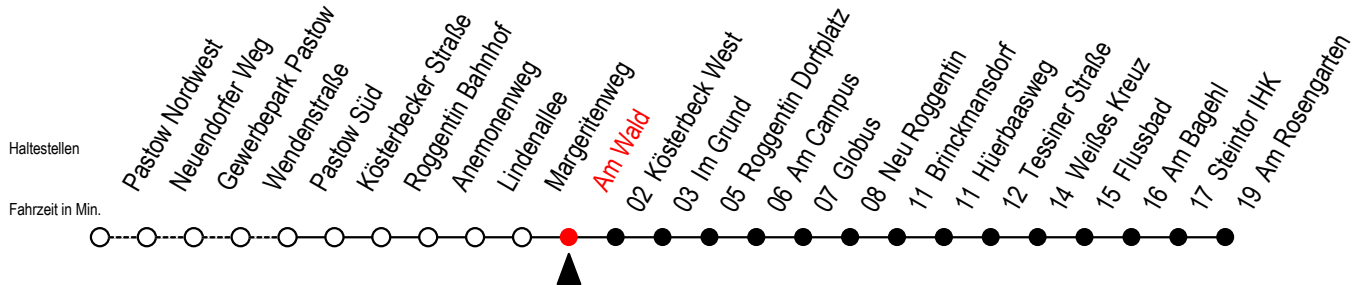 Haltestellen
Fahrzeit in Min.
Pastow Nordwest
Neuendorfer Weg
Gewerbepark Pastow
Wendenstraße
Pastow Süd
Kösterbecker Straße
Roggentin Bahnhof
Anemonenweg
Lindenallee
Margeritenweg
Am Wald
02 Kösterbeck West
03 Im Grund
05 Roggentin Dorfplatz
06 Am Campus
07 Globus
08 Neu Roggentin
11 Brinckmansdorf
11 Hüerbaasweg
12 Tessiner Straße
14 Weißes Kreuz
15 Flussbad
16 Am Bagehl
17 Steintor IHK
19 Am Rosengarten